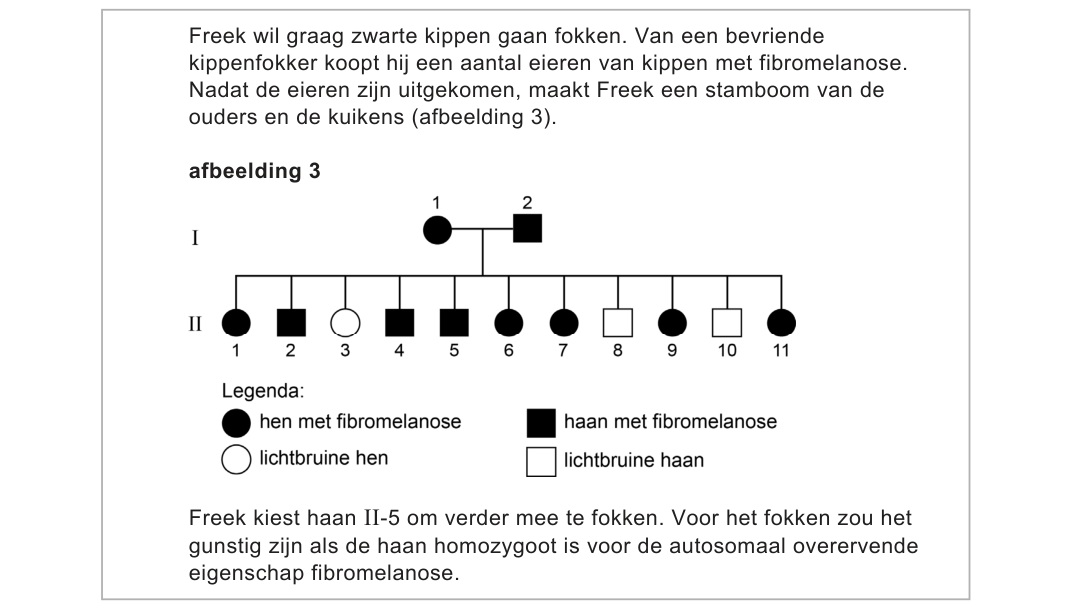 Freek wil graag zwarte kippen gaan fokken. Van een bevriende
kippenfokker koopt hij een aantal eieren van kippen met fibromelanose.
Nadat de eieren zijn uitgekomen, maakt Freek een stamboom van de
ouders en de kuikens (afbeelding 3).
afbeelding 3
1 2
I
II
1 2 3 4 5 6 7 8 9 10 11
Legenda:
hen met fibromelanose haan met fibromelanose
lichtbruine hen lichtbruine haan
Freek kiest haan II-5 om verder mee te fokken. Voor het fokken zou het
gunstig zijn als de haan homozygoot is voor de autosomaal overervende
eigenschap fibromelanose.